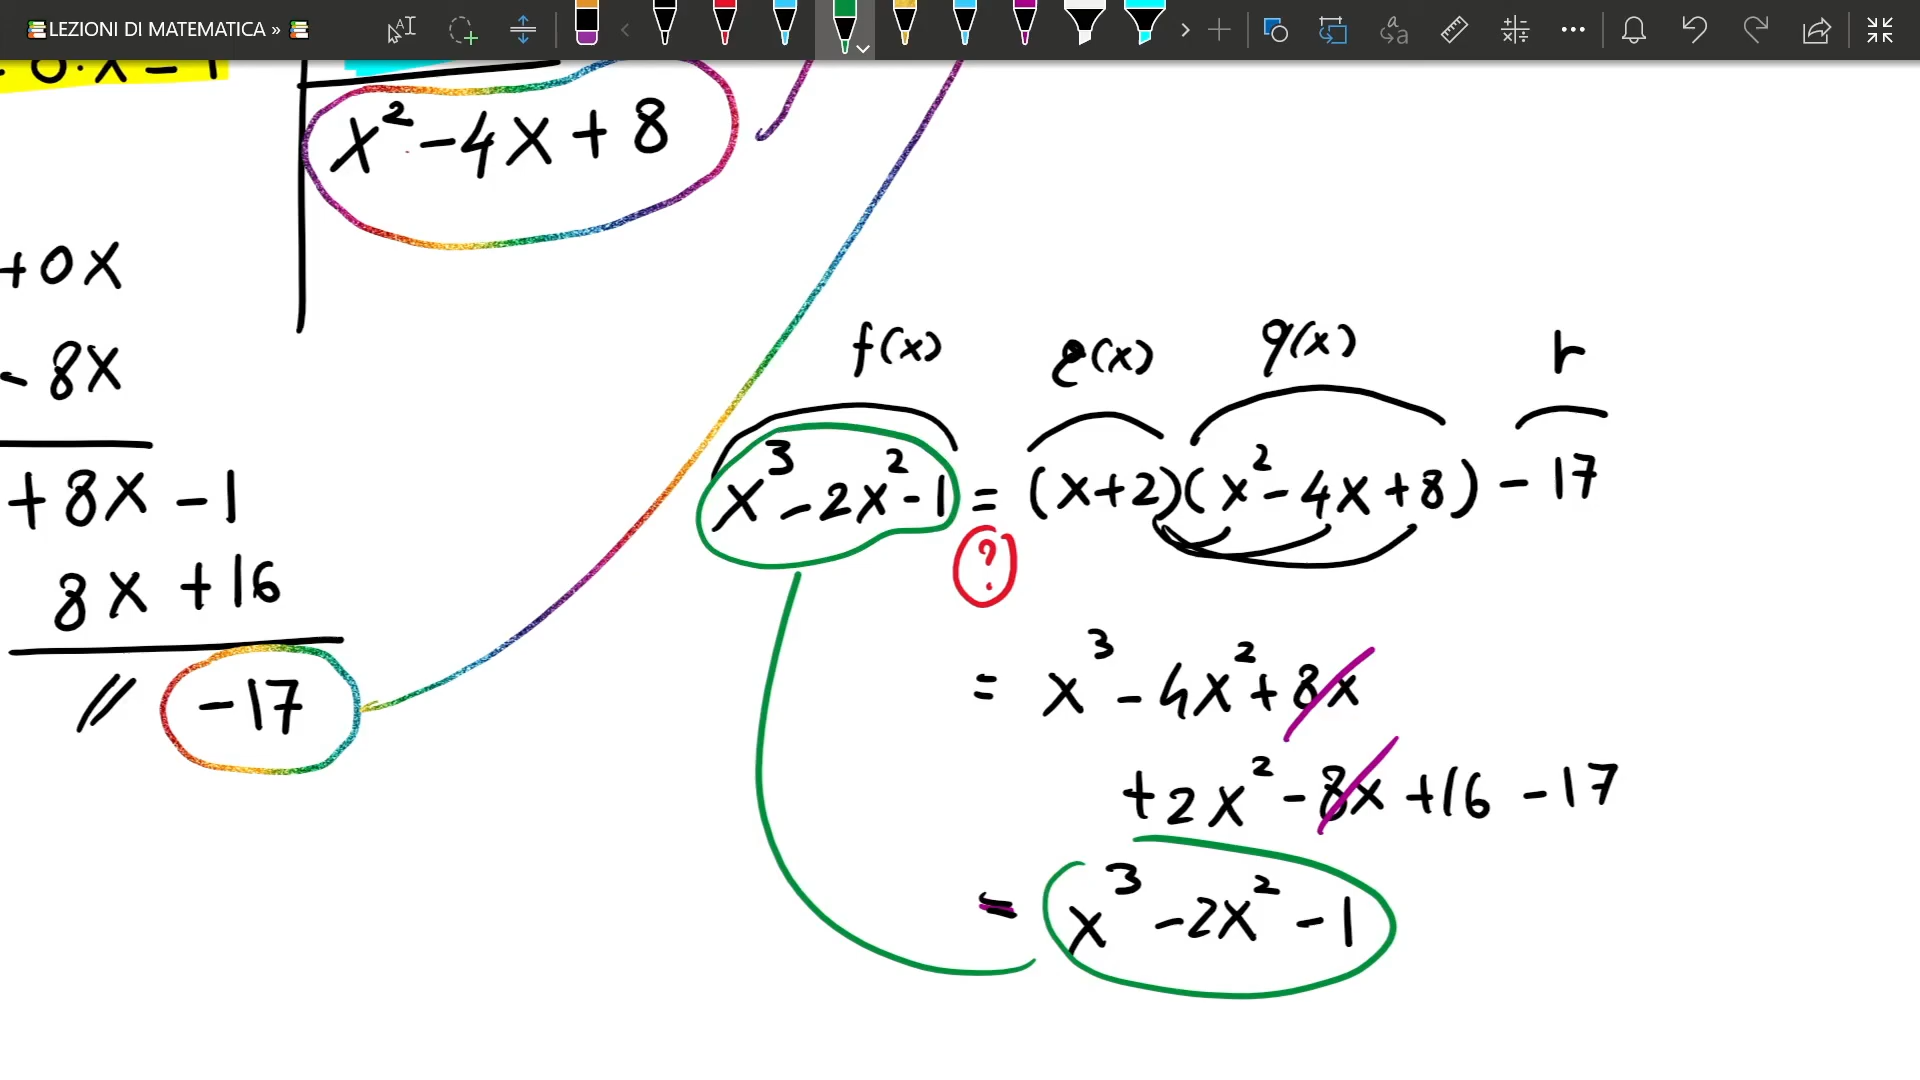 LEZIONI DI MATEMATICA »
x² - 4x + 8
+0x
- 8x
+8x - 1
8x + 16
// -17
f(x) g(x) q(x) r
x³ - 2x² - 1 = (x+2)(x² - 4x + 8) - 17
?
= x³ - 4x² + 8x
+2x² - 8x + 16 - 17
= x³ - 2x² - 1